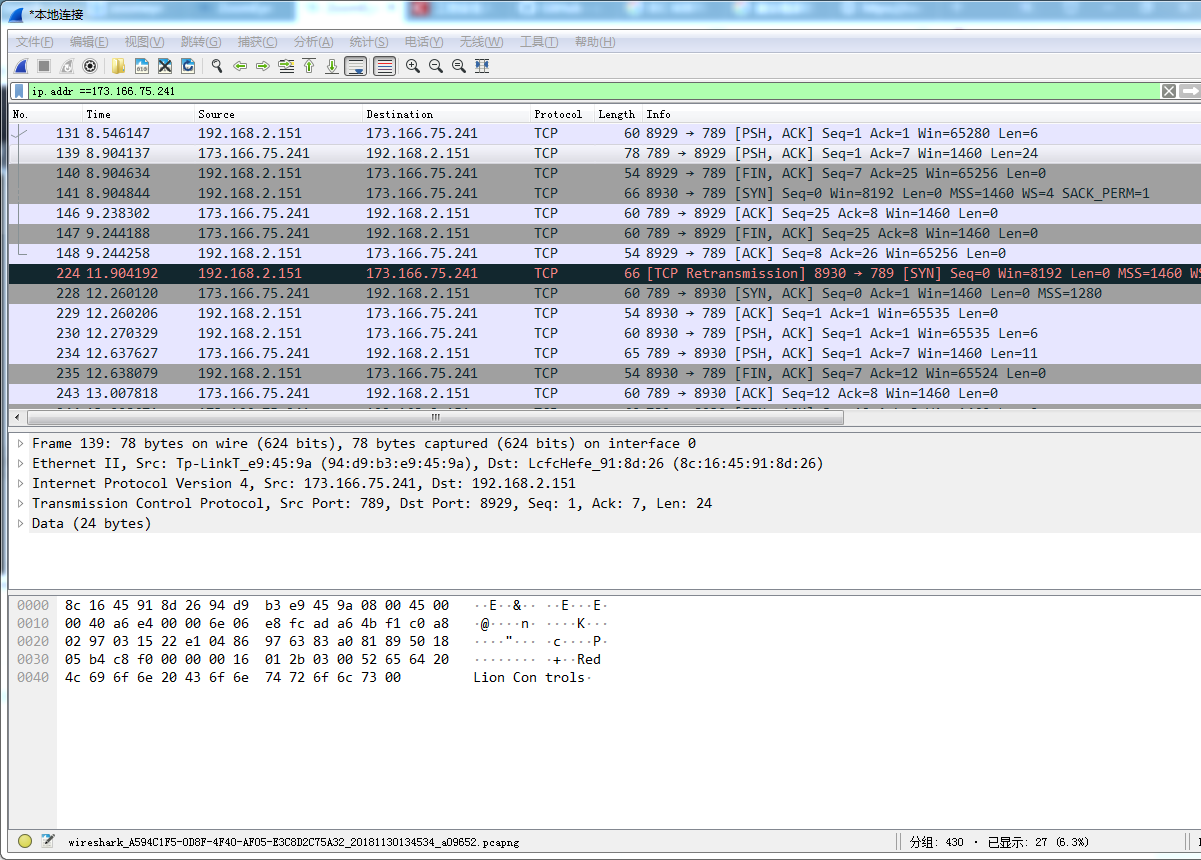 *本地连接
文件(F) 编辑(E) 视图(V) 跳转(G) 捕获(C) 分析(A) 统计(S) 电话(Y) 无线(W) 工具(T) 帮助(H)
ip.addr ==173.166.75.241
No. Time Source Destination Protocol Length Info
131 8.546147 192.168.2.151 173.166.75.241 TCP 60 8929 → 789 [PSH, ACK] Seq=1 Ack=1 Win=65280 Len=6
139 8.904137 173.166.75.241 192.168.2.151 TCP 78 789 → 8929 [PSH, ACK] Seq=1 Ack=7 Win=1460 Len=24
140 8.904634 192.168.2.151 173.166.75.241 TCP 54 8929 → 789 [FIN, ACK] Seq=7 Ack=25 Win=65256 Len=0
141 8.904844 192.168.2.151 173.166.75.241 TCP 66 8930 → 789 [SYN] Seq=0 Win=8192 Len=0 MSS=1460 WS=4 SACK_PERM=1
146 9.238302 173.166.75.241 192.168.2.151 TCP 60 789 → 8929 [ACK] Seq=25 Ack=8 Win=1460 Len=0
147 9.244188 173.166.75.241 192.168.2.151 TCP 60 789 → 8929 [FIN, ACK] Seq=25 Ack=8 Win=1460 Len=0
148 9.244258 192.168.2.151 173.166.75.241 TCP 54 8929 → 789 [ACK] Seq=8 Ack=26 Win=65256 Len=0
224 11.904192 192.168.2.151 173.166.75.241 TCP 66 [TCP Retransmission] 8930 → 789 [SYN] Seq=0 Win=8192 Len=0 MSS=1460 WS
228 12.260120 173.166.75.241 192.168.2.151 TCP 60 789 → 8930 [SYN, ACK] Seq=0 Ack=1 Win=1460 Len=0 MSS=1280
229 12.260206 192.168.2.151 173.166.75.241 TCP 54 8930 → 789 [ACK] Seq=1 Ack=1 Win=65535 Len=0
230 12.270329 192.168.2.151 173.166.75.241 TCP 60 8930 → 789 [PSH, ACK] Seq=1 Ack=1 Win=65535 Len=6
234 12.637627 173.166.75.241 192.168.2.151 TCP 65 789 → 8930 [PSH, ACK] Seq=1 Ack=7 Win=1460 Len=11
235 12.638079 192.168.2.151 173.166.75.241 TCP 54 8930 → 789 [FIN, ACK] Seq=7 Ack=12 Win=65524 Len=0
243 13.007818 173.166.75.241 192.168.2.151 TCP 60 789 → 8930 [ACK] Seq=12 Ack=8 Win=1460 Len=0
Frame 139: 78 bytes on wire (624 bits), 78 bytes captured (624 bits) on interface 0
Ethernet II, Src: Tp-LinkT_e9:45:9a (94:d9:b3:e9:45:9a), Dst: LcfcHefe_91:8d:26 (8c:16:45:91:8d:26)
Internet Protocol Version 4, Src: 173.166.75.241, Dst: 192.168.2.151
Transmission Control Protocol, Src Port: 789, Dst Port: 8929, Seq: 1, Ack: 7, Len: 24
Data (24 bytes)
0000 8c 16 45 91 8d 26 94 d9 b3 e9 45 9a 08 00 45 00 ··E··&·· ··E···E·
0010 00 40 a6 e4 00 00 6e 06 e8 fc ad a6 4b f1 c0 a8 ·@····n· ····K···
0020 02 97 03 15 22 e1 04 86 97 63 83 a0 81 89 50 18 ····"··· ·c····P·
0030 05 b4 c8 f0 00 00 00 16 01 2b 03 00 52 65 64 20 ········ ·+··Red
0040 4c 69 6f 6e 20 43 6f 6e 74 72 6f 6c 73 00 Lion Con trols·
wireshark_A594C1F5-0D8F-4F40-AF05-E3C8D2C75A32_20181130134534_a09652.pcapng 分组: 430 · 已显示: 27 (6.3%)